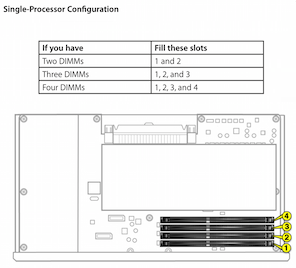 Single-Processor Configuration
If you have Fill these slots
Two DIMMs 1 and 2
Three DIMMs 1, 2, and 3
Four DIMMs 1, 2, 3, and 4
4
3
2
1